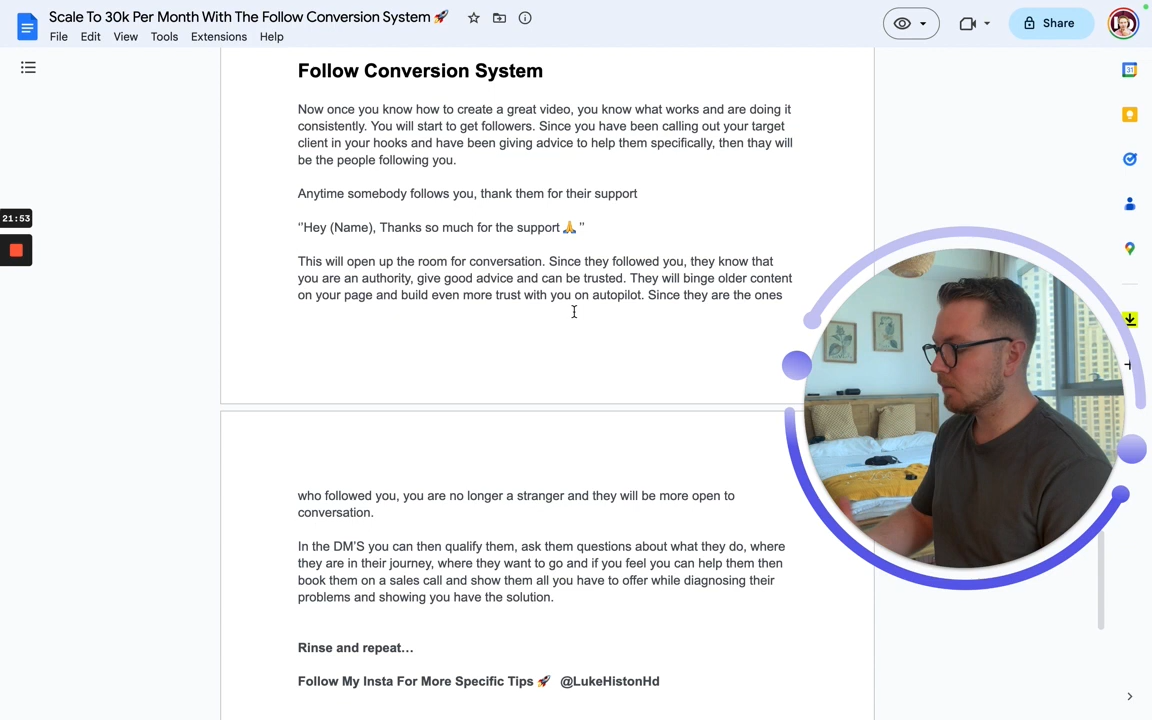 Scale To 30k Per Month With The Follow Conversion System 🚀
Share
File Edit View Tools Extensions Help
31
Follow Conversion System
Now once you know how to create a great video, you know what works and are doing it
consistently. You will start to get followers. Since you have been calling out your target
client in your hooks and have been giving advice to help them specifically, then thay will
be the people following you.
Anytime somebody follows you, thank them for their support
21:53
‘’Hey (Name), Thanks so much for the support 🙏 ’’
This will open up the room for conversation. Since they followed you, they know that
you are an authority, give good advice and can be trusted. They will binge older content
on your page and build even more trust with you on autopilot. Since they are the ones
who followed you, you are no longer a stranger and they will be more open to
conversation.
In the DM'S you can then qualify them, ask them questions about what they do, where
they are in their journey, where they want to go and if you feel you can help them then
book them on a sales call and show them all you have to offer while diagnosing their
problems and showing you have the solution.
Rinse and repeat…
Follow My Insta For More Specific Tips 🚀 @LukeHistonHd